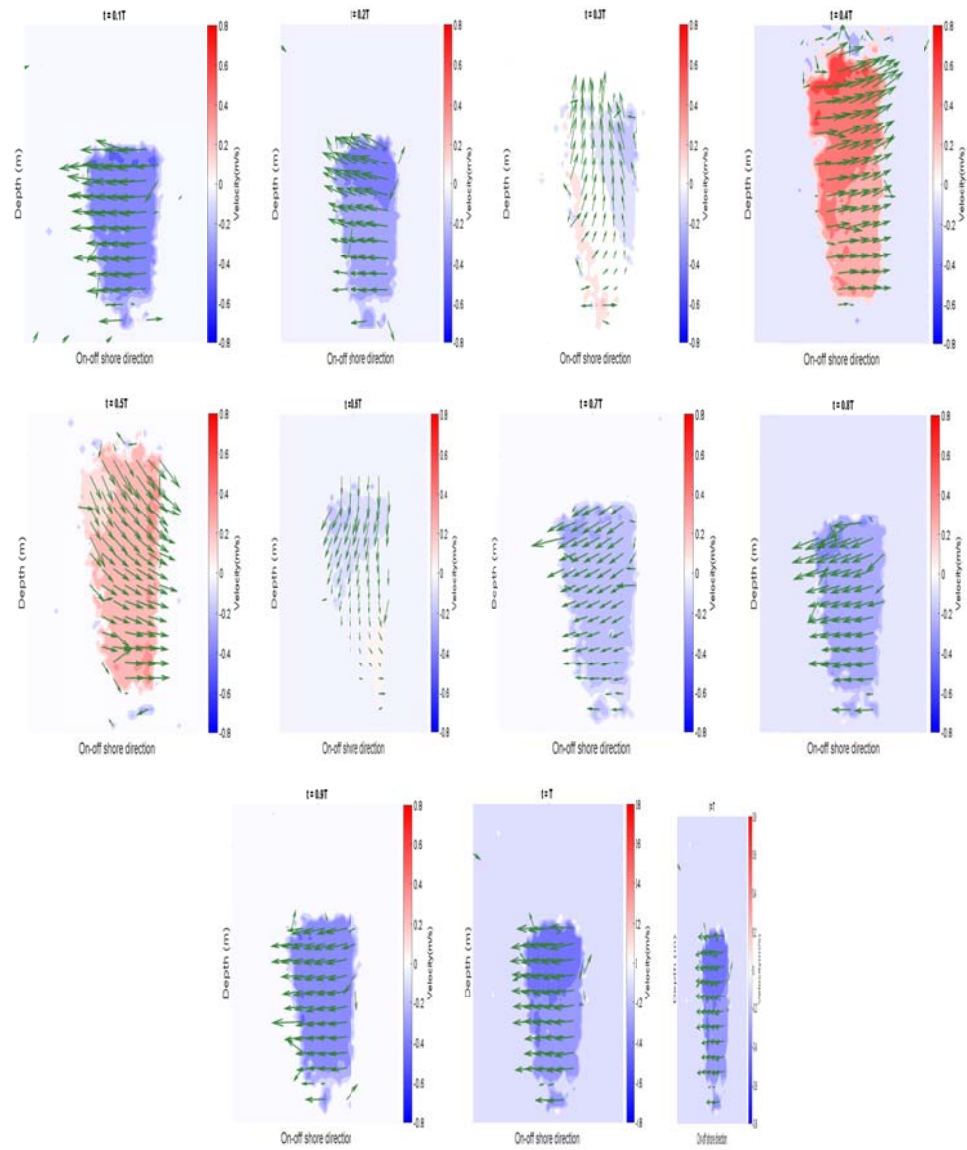 t = 0.1T
t = 0.2T
t = 0.3T
t = 0.4T
0.8
0.6
0.4
0.2
0
-0.2
-0.4
-0.6
-0.8
Depth (m)
Velocity(m/s)
On-off shore direction
0.8
0.6
0.4
0.2
0
-0.2
-0.4
-0.6
-0.8
Depth (m)
Velocity(m/s)
On-off shore direction
0.8
0.6
0.4
0.2
0
-0.2
-0.4
-0.6
-0.8
Depth (m)
Velocity(m/s)
On-off shore direction
0.8
0.6
0.4
0.2
0
-0.2
-0.4
-0.6
-0.8
Depth (m)
Velocity(m/s)
On-off shore direction
t = 0.5T
t = 0.7T
t = 0.8T
0.8
0.6
0.4
0.2
0
-0.2
-0.4
-0.6
-0.8
Depth (m)
Velocity(m/s)
On-off shore direction
0.8
0.6
0.4
0.2
0
-0.2
-0.4
-0.6
-0.8
Depth (m)
Velocity(m/s)
On-off shore direction
0.8
0.6
0.4
0.2
0
-0.2
-0.4
-0.6
-0.8
Depth (m)
Velocity(m/s)
On-off shore direction
0.8
0.6
0.4
0.2
0
-0.2
-0.4
-0.6
-0.8
Depth (m)
Velocity(m/s)
On-off shore direction
t = 0.9T
t = T
0.8
0.6
0.4
0.2
0
-0.2
-0.4
-0.6
-0.8
Depth (m)
Velocity(m/s)
On-off shore direction
Depth (m)
Velocity(m/s)
On-off shore direction
Depth (m)
Velocity(m/s)
On-off shore direction